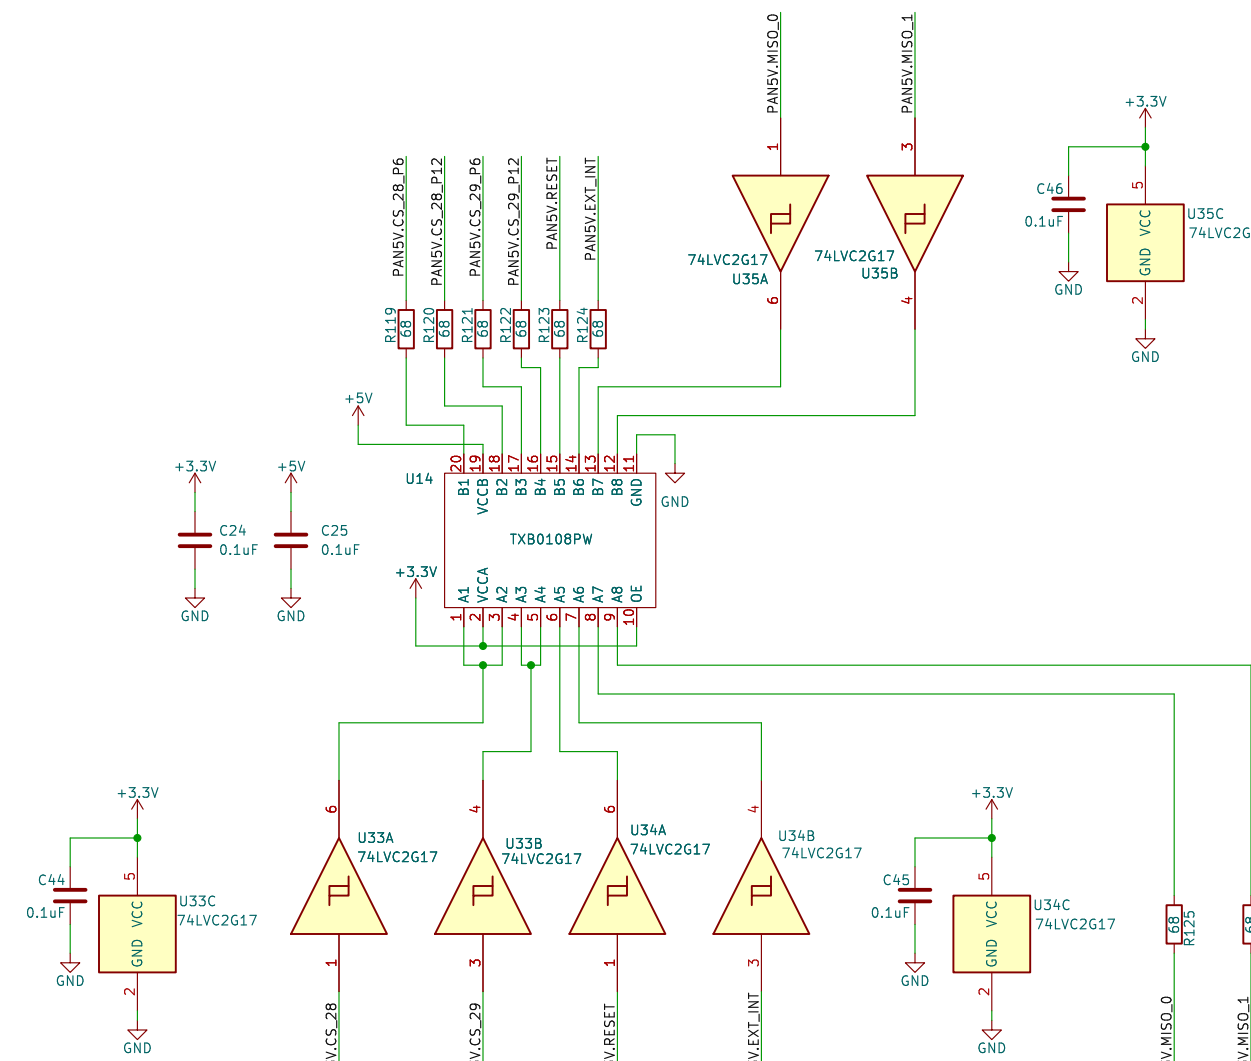 PAN5V.MISO_0
PAN5V.MISO_1
+3.3V
PAN5V.CS_28_P6
PAN5V.CS_28_P12
PAN5V.CS_29_P6
PAN5V.CS_29_P12
PAN5V.RESET
PAN5V.EXT_INT
1
3
5
C46
0.1uF
VCC
GND
U35C
74LVC2G
74LVC2G17
U35A
74LVC2G17
U35B
GND
6
4
2
GND
R119
68
R120
68
R121
68
R122
68
R123
68
R124
68
+5V
20
19
18
17
16
15
14
13
12
11
U14
B1
VCCB
B2
B3
B4
B5
B6
B7
B8
GND
GND
+3.3V
+5V
C24
0.1uF
C25
0.1uF
TXB0108PW
GND
GND
+3.3V
A1
VCCA
A2
A3
A4
A5
A6
A7
A8
OE
1
2
3
4
5
6
7
8
9
10
+3.3V
+3.3V
6
4
6
4
U33A
74LVC2G17
U33B
74LVC2G17
U34A
74LVC2G17
U34B
74LVC2G17
C44
0.1uF
5
VCC
GND
U33C
74LVC2G17
C45
0.1uF
5
VCC
GND
U34C
74LVC2G17
68
R125
68
GND
2
GND
1
3
1
3
GND
2
GND
V.CS_28
V.CS_29
V.RESET
V.EXT_INT
V.MISO_0
V.MISO_1